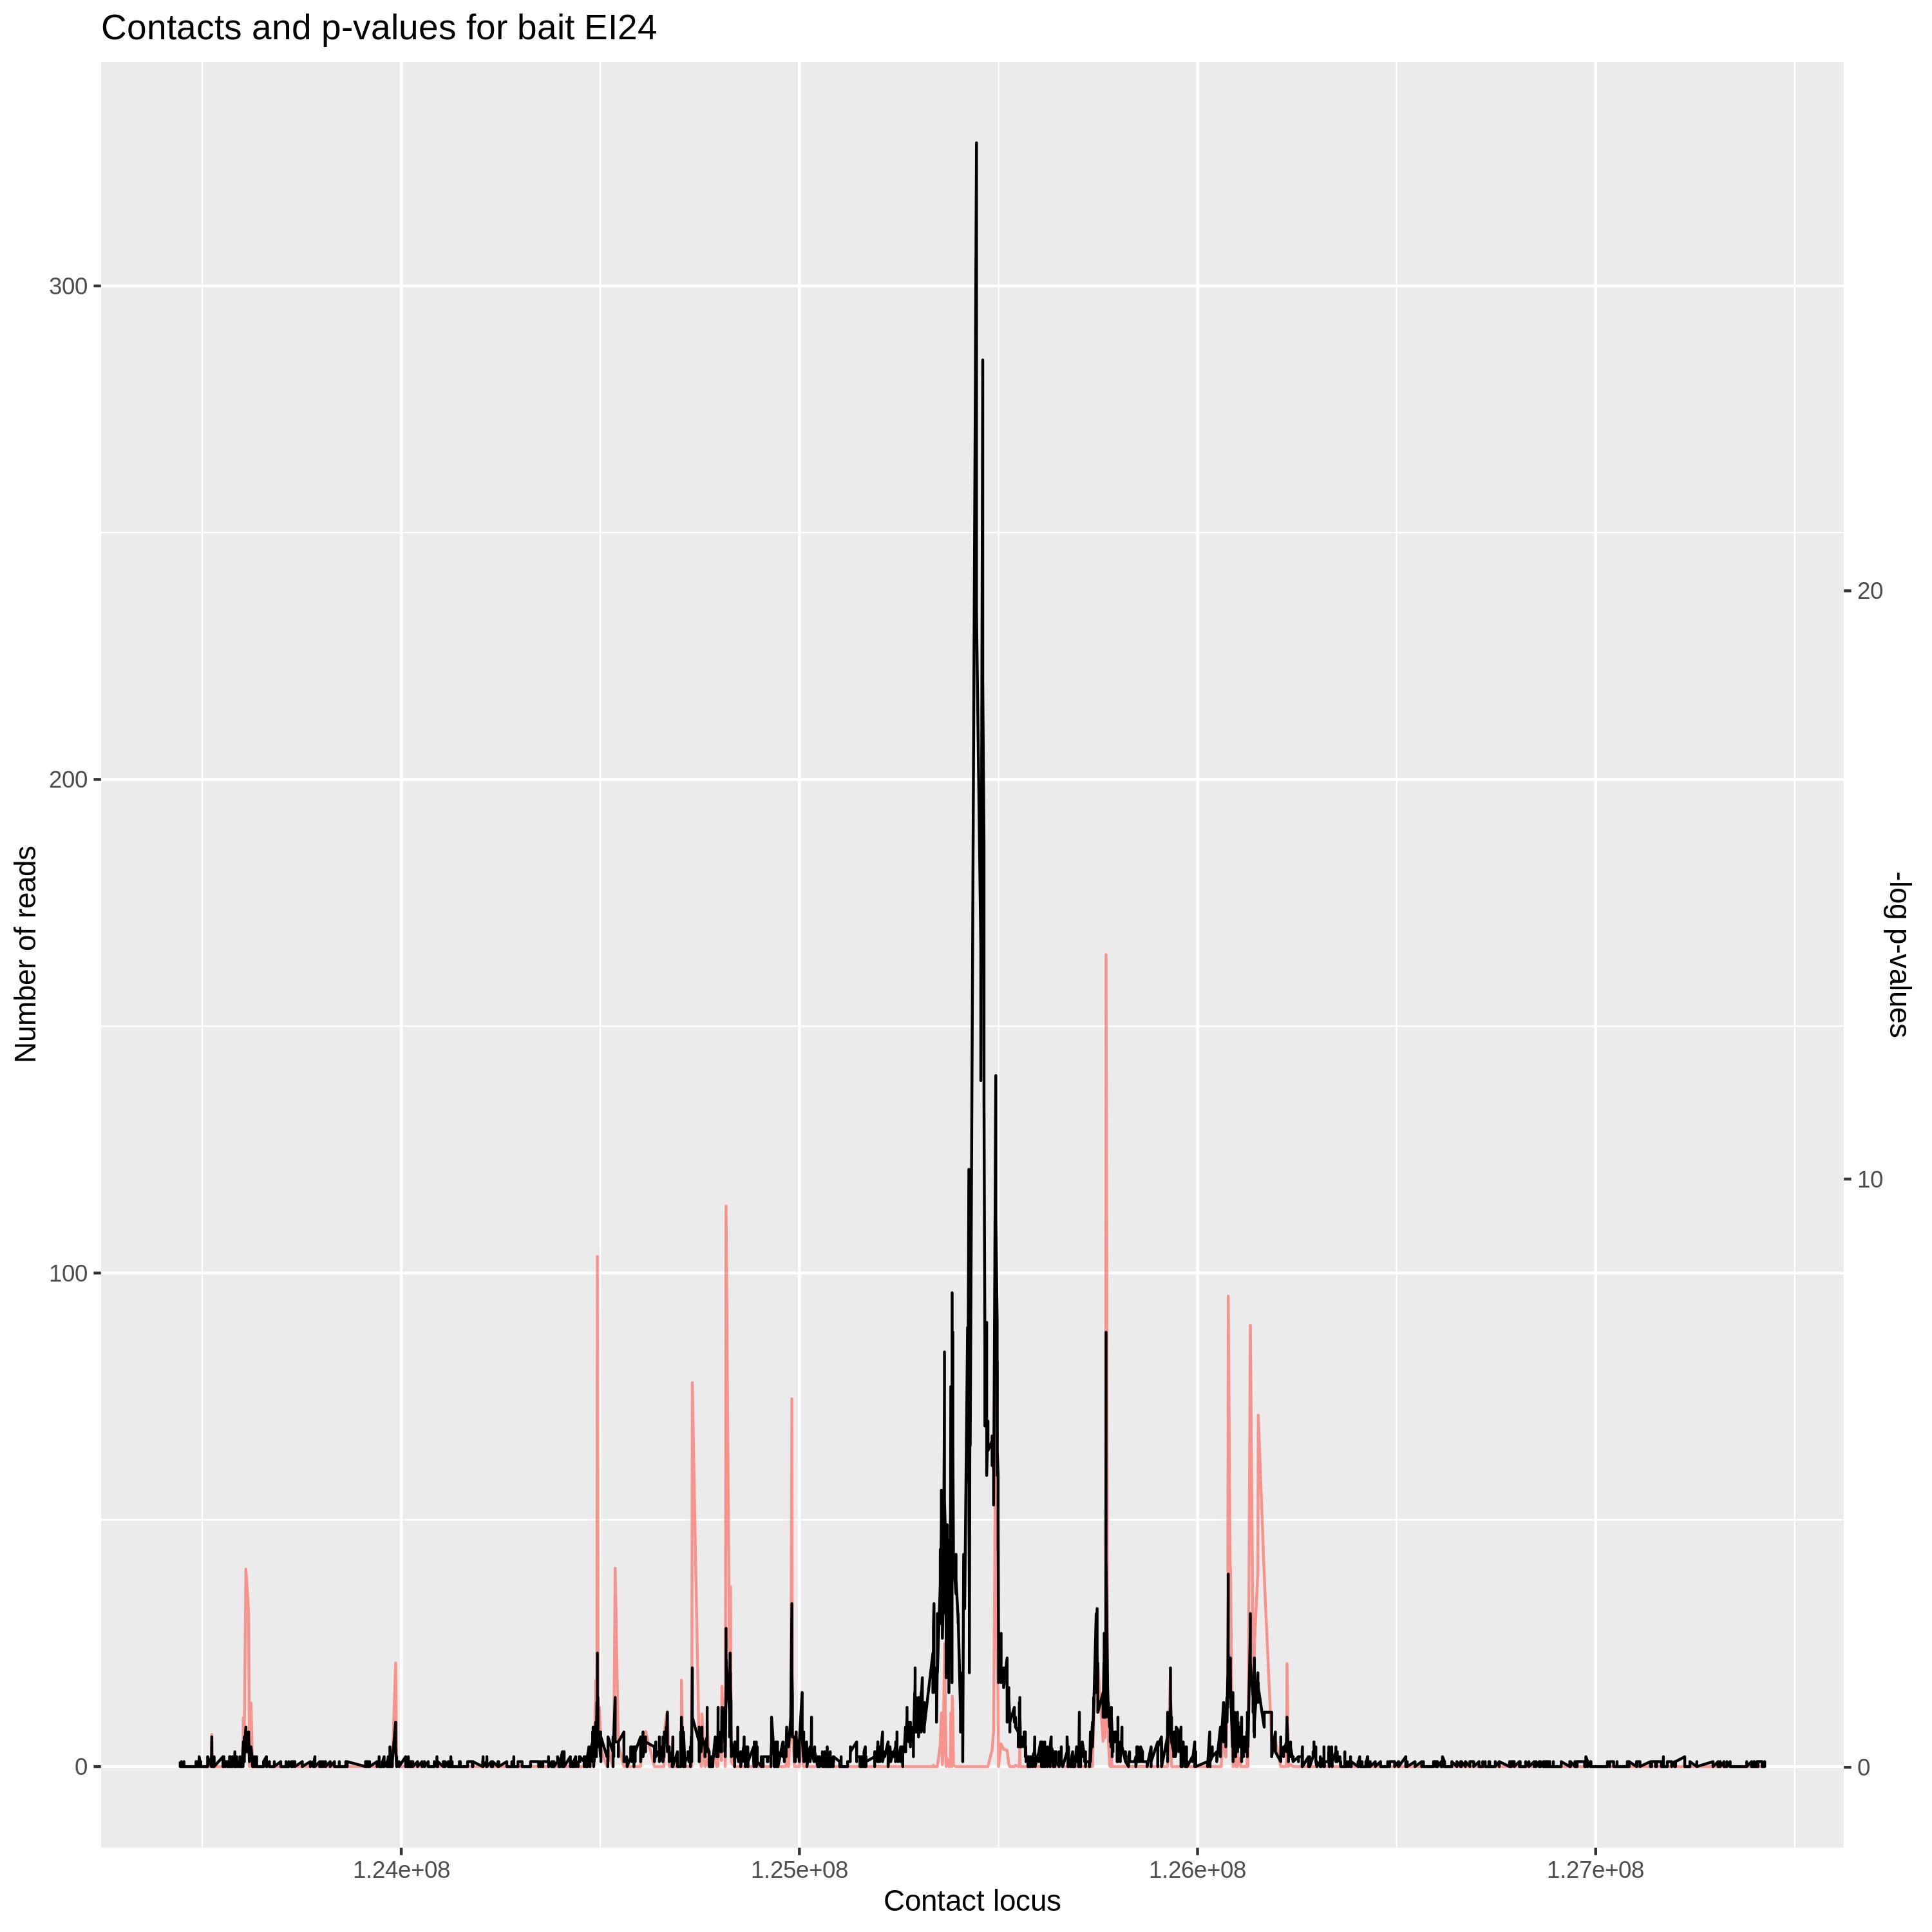 Contacts and p-values for bait EI24
300
200
100
0
Number of reads
20
10
0
-log p-values
1.24e+08
1.25e+08
1.26e+08
1.27e+08
Contact locus